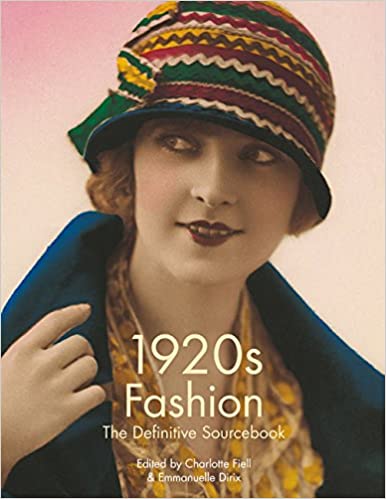 1920s
Fashion
The Definitive Sourcebook
Edited by Charlotte Fiell
& Emmanuelle Dirix